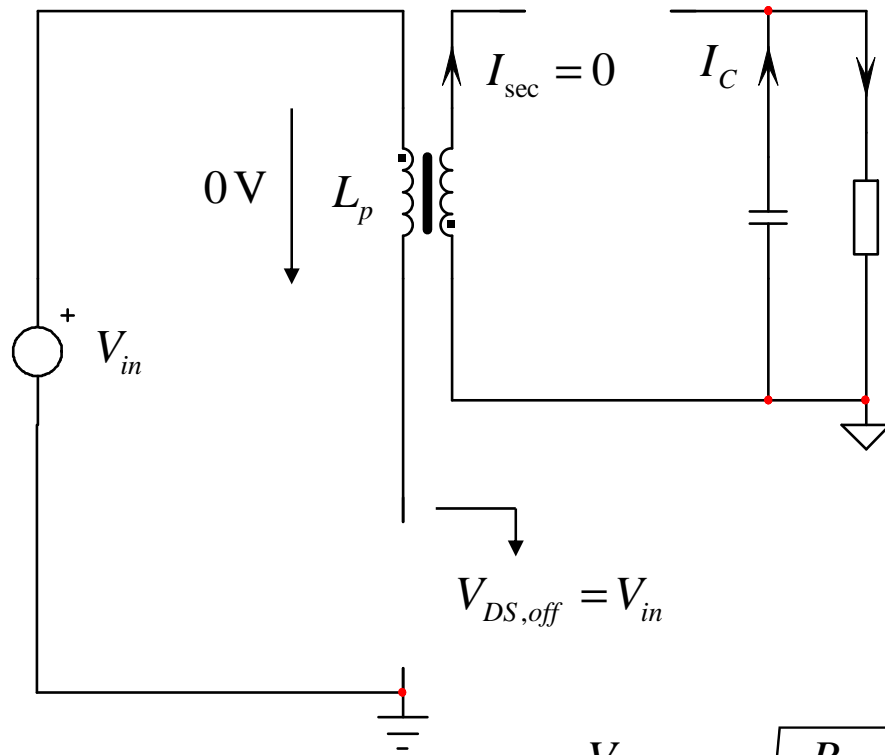 I_sec = 0
I_C
0 V
L_p
+
V_in
V_DS,off = V_in